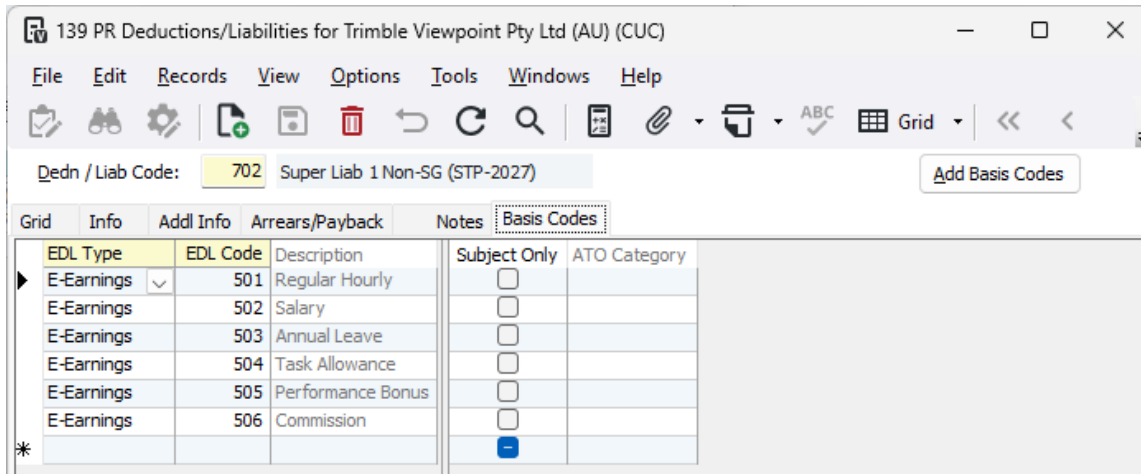 139 PR Deductions/Liabilities for Trimble Viewpoint Pty Ltd (AU) (CUC)
File Edit Records View Options Tools Windows Help
ABC Grid
Dedn / Liab Code: 702 Super Liab 1 Non-SG (STP-2027) Add Basis Codes
Grid Info Addl Info Arrears/Payback Notes Basis Codes
EDL Type EDL Code Description Subject Only ATO Category
E-Earnings 501 Regular Hourly
E-Earnings 502 Salary
E-Earnings 503 Annual Leave
E-Earnings 504 Task Allowance
E-Earnings 505 Performance Bonus
E-Earnings 506 Commission